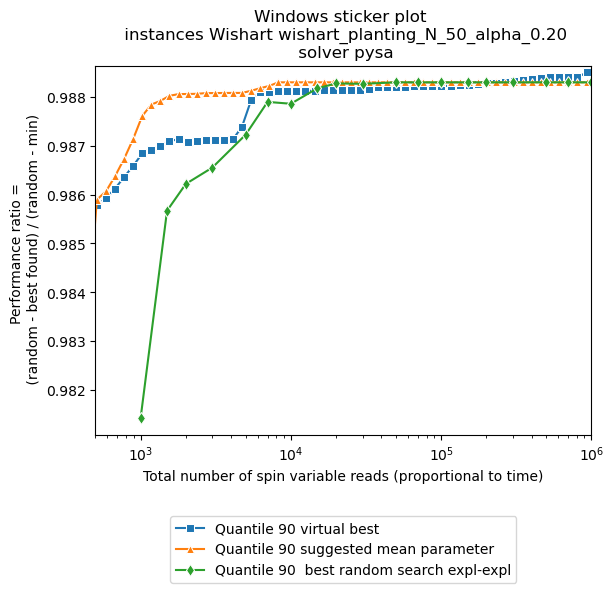 Windows sticker plot
instances Wishart wishart_planting_N_50_alpha_0.20
solver pysa
Performance ratio =
(random - best found) / (random - min)
0.988
0.987
0.986
0.985
0.984
0.983
0.982
10³
10⁴
10⁵
10⁶
Total number of spin variable reads (proportional to time)
Quantile 90 virtual best
Quantile 90 suggested mean parameter
Quantile 90  best random search expl-expl